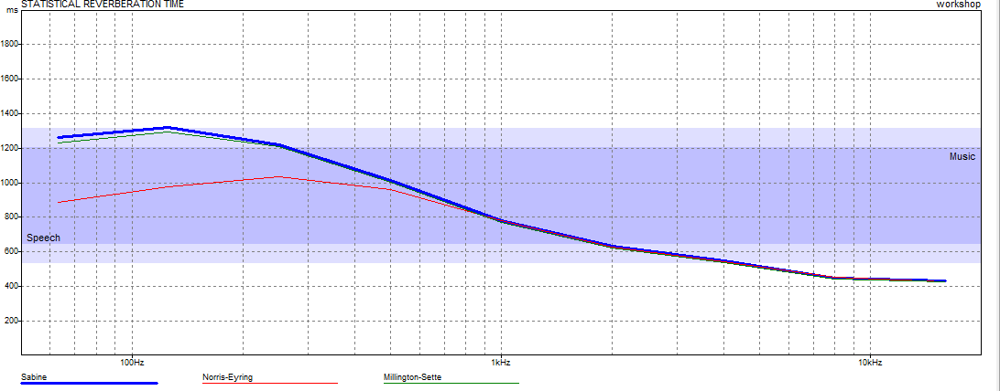 STATISTICAL REVERBERATION TIME workshop
ms
1800
1600
1400
1200
Music
1000
800
Speech
600
400
200
100Hz 1kHz 10kHz
Sabine Norris-Eyring Millington-Sette